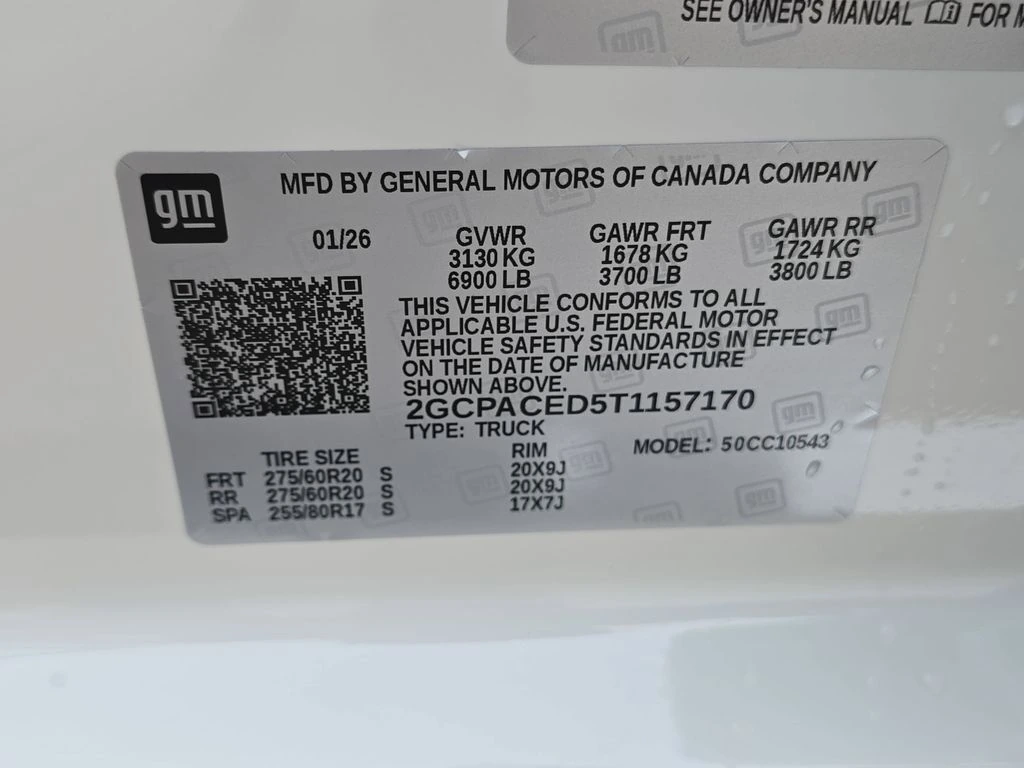 SEE OWNER'S MANUAL FOR
gm
MFD BY GENERAL MOTORS OF CANADA COMPANY
01/26
GVWR
3130 KG
6900 LB
GAWR FRT
1678 KG
3700 LB
GAWR RR
1724 KG
3800 LB
THIS VEHICLE CONFORMS TO ALL
APPLICABLE U.S. FEDERAL MOTOR
VEHICLE SAFETY STANDARDS IN EFFECT
ON THE DATE OF MANUFACTURE
SHOWN ABOVE.
2GCPACED5T1157170
TYPE: TRUCK
MODEL: 50CC10543
TIRE SIZE RIM
FRT 275/60R20 S 20X9J
RR 275/60R20 S 20X9J
SPA 255/80R17 S 17X7J